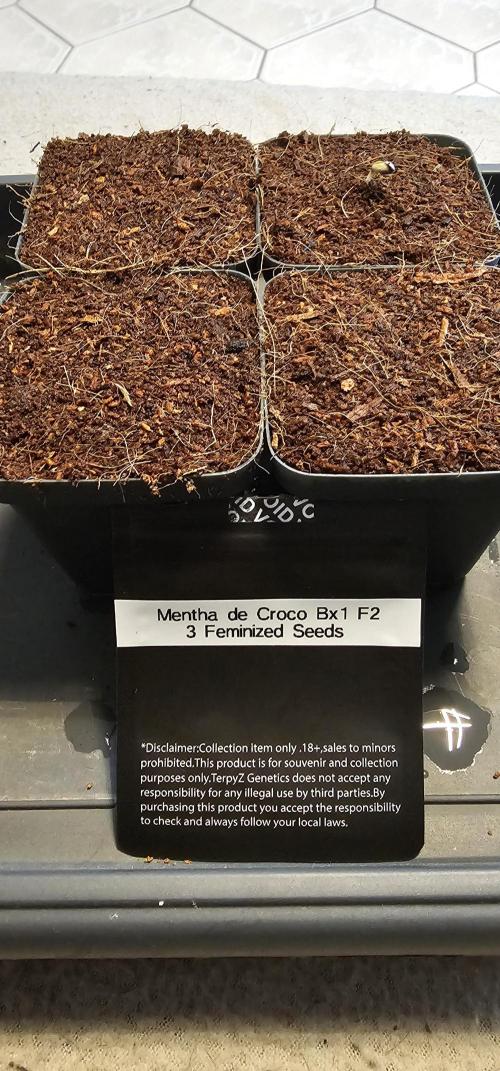 VOID VO
Mentha de Croco Bx1 F2
3 Feminized Seeds
*Disclaimer:Collection item only .18+,sales to minors
prohibited.This product is for souvenir and collection
purposes only.TerpyZ Genetics does not accept any
responsibility for any illegal use by third parties.By
purchasing this product you accept the responsibility
to check and always follow your local laws.